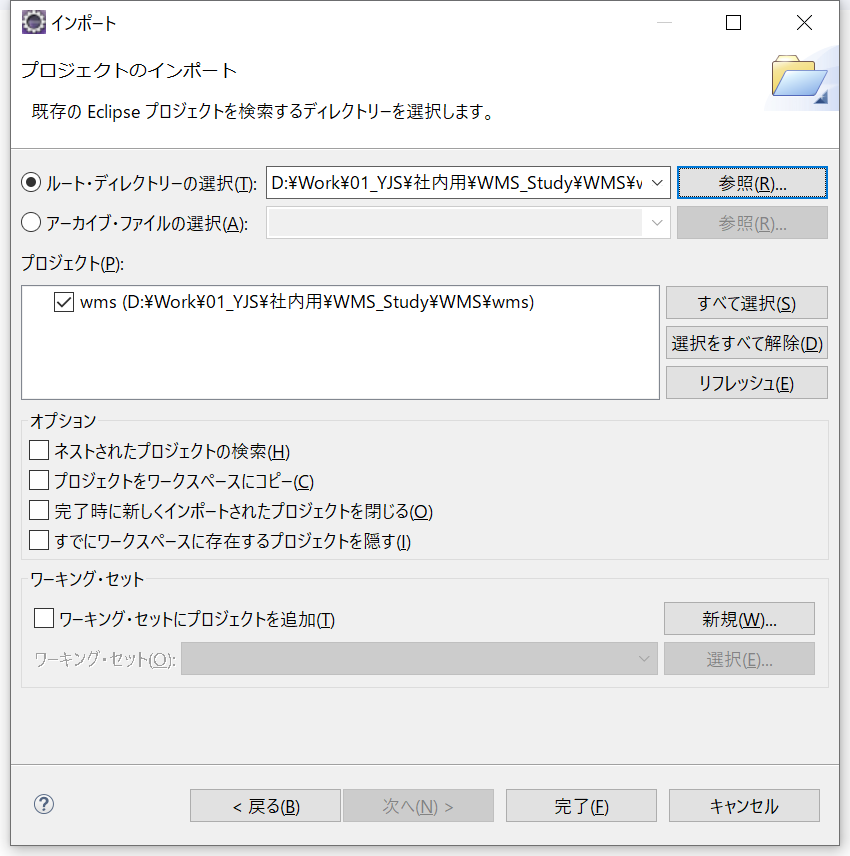 インポート
プロジェクトのインポート
既存の Eclipse プロジェクトを検索するディレクトリーを選択します。
ルート・ディレクトリーの選択(T): D:¥Work¥01_YJS¥社内用¥WMS_Study¥WMS¥w 参照(R)...
アーカイブ・ファイルの選択(A): 参照(R)...
プロジェクト(P):
wms (D:¥Work¥01_YJS¥社内用¥WMS_Study¥WMS¥wms) すべて選択(S)
選択をすべて解除(D)
リフレッシュ(E)
オプション
ネストされたプロジェクトの検索(H)
プロジェクトをワークスペースにコピー(C)
完了時に新しくインポートされたプロジェクトを閉じる(O)
すでにワークスペースに存在するプロジェクトを隠す(I)
ワーキング・セット
ワーキング・セットにプロジェクトを追加(T) 新規(W)...
ワーキング・セット(O): 選択(E)...
? < 戻る(B) 次へ(N) > 完了(F) キャンセル